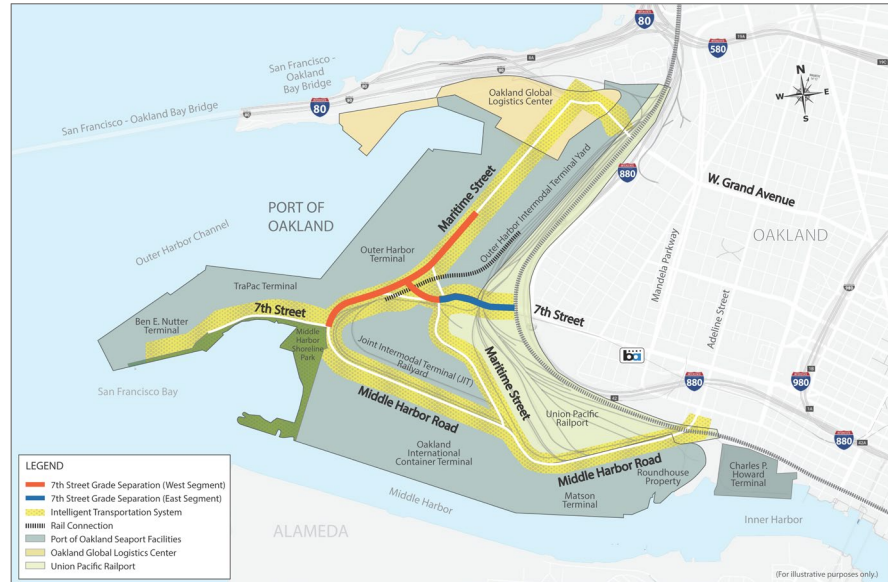 80
580
San Francisco -
Oakland
Bay Bridge
San Francisco - Oakland Bay Bridge
80
Oakland Global
Logistics Center
N
W
E
S
880
W. Grand Avenue
Maritime Street
Outer Harbor Intermodal Terminal Yard
PORT OF
OAKLAND
Outer Harbor Channel
Outer Harbor
Terminal
Mandela Parkway
OAKLAND
Adeline Street
TraPac Terminal
7th Street
Ben E. Nutter
Terminal
Middle
Harbor
Shoreline
Park
7th Street
Joint Intermodal Terminal (JIT)
Railyard
Maritime Street
BART
880
980
San Francisco Bay
Middle Harbor Road
Union Pacific
Railport
880
Oakland
International
Container Terminal
Middle Harbor Road
Roundhouse
Property
Matson
Terminal
Charles P.
Howard
Terminal
Middle Harbor
Inner Harbor
ALAMEDA
LEGEND
7th Street Grade Separation (West Segment)
7th Street Grade Separation (East Segment)
Intelligent Transportation System
Rail Connection
Port of Oakland Seaport Facilities
Oakland Global Logistics Center
Union Pacific Railport
(For illustrative purposes only.)